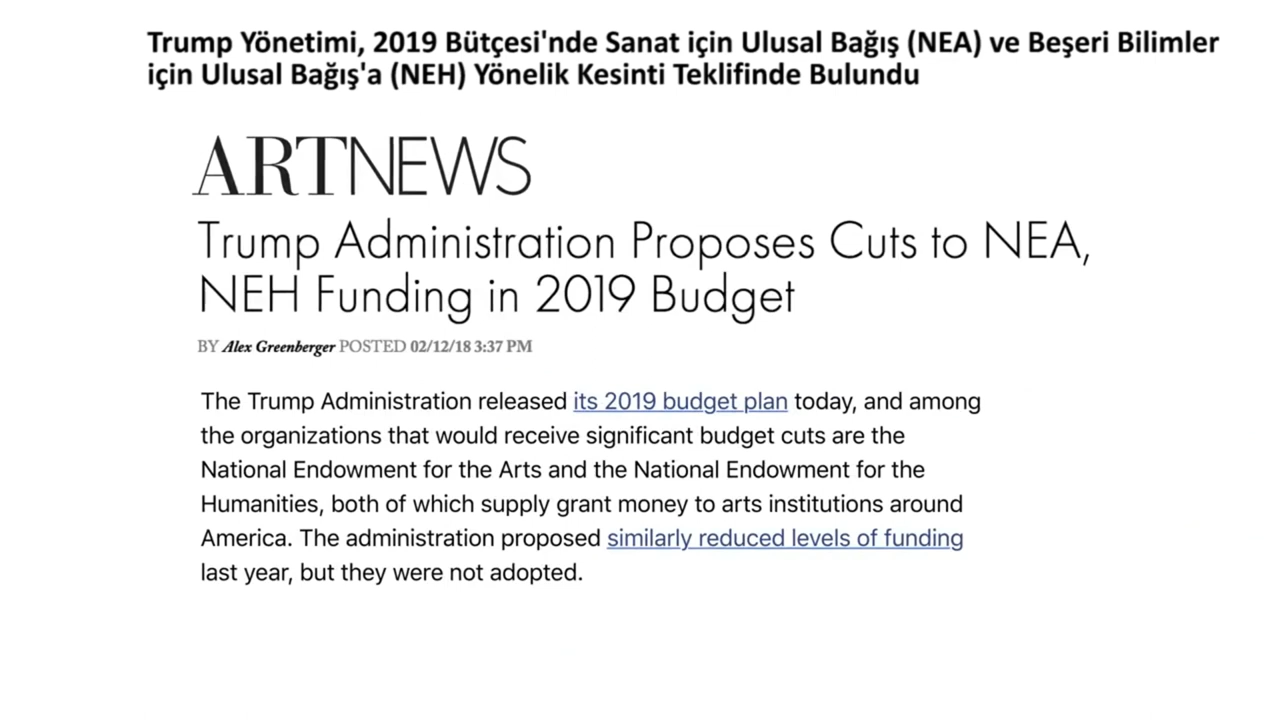 Trump Yönetimi, 2019 Bütçesi'nde Sanat için Ulusal Bağış (NEA) ve Beşeri Bilimler
için Ulusal Bağış'a (NEH) Yönelik Kesinti Teklifinde Bulundu
ARTNEWS
Trump Administration Proposes Cuts to NEA,
NEH Funding in 2019 Budget
BY Alex Greenberger POSTED 02/12/18 3:37 PM
The Trump Administration released its 2019 budget plan today, and among
the organizations that would receive significant budget cuts are the
National Endowment for the Arts and the National Endowment for the
Humanities, both of which supply grant money to arts institutions around
America. The administration proposed similarly reduced levels of funding
last year, but they were not adopted.